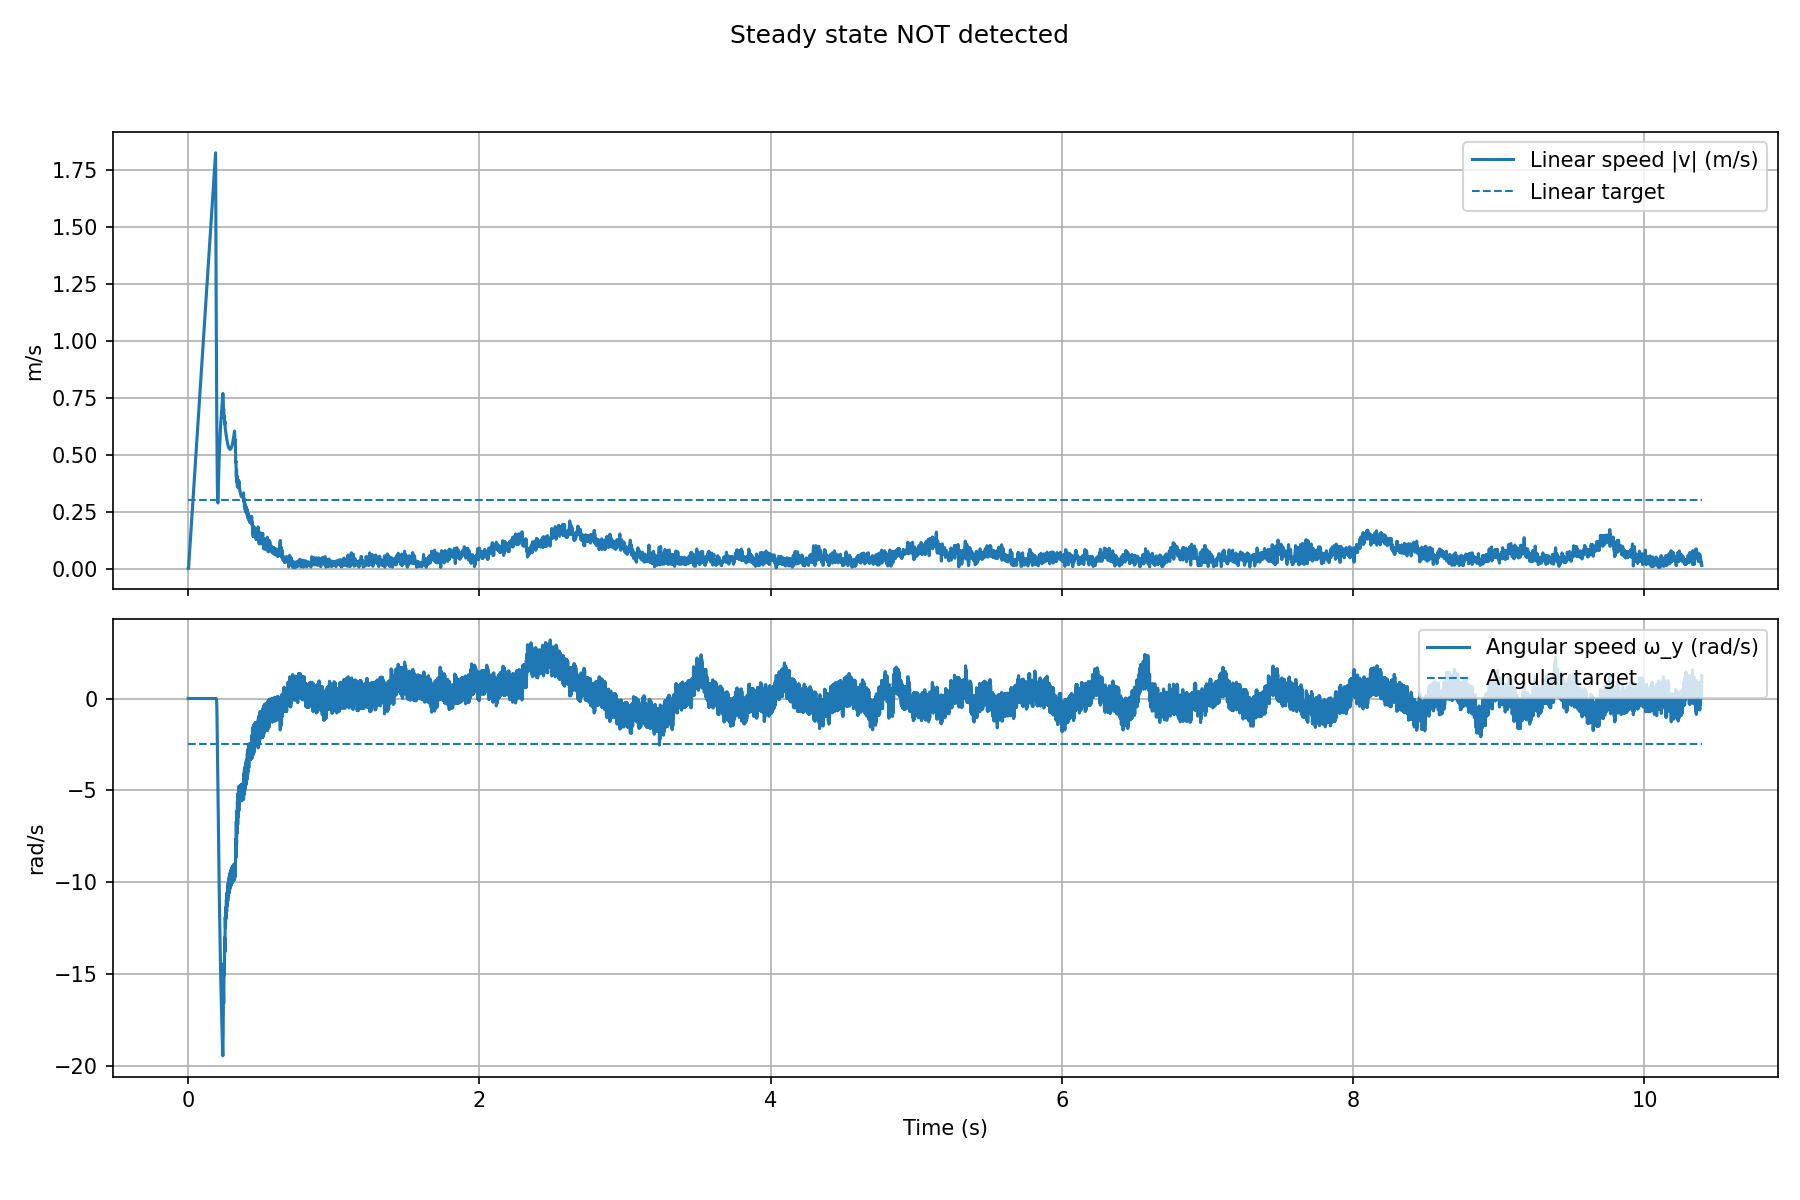 Steady state NOT detected
1.75
1.50
1.25
1.00
0.75
0.50
0.25
0.00
m/s
Linear speed |v| (m/s)
Linear target
0
−5
−10
−15
−20
rad/s
Angular speed ω_y (rad/s)
Angular target
0 2 4 6 8 10
Time (s)